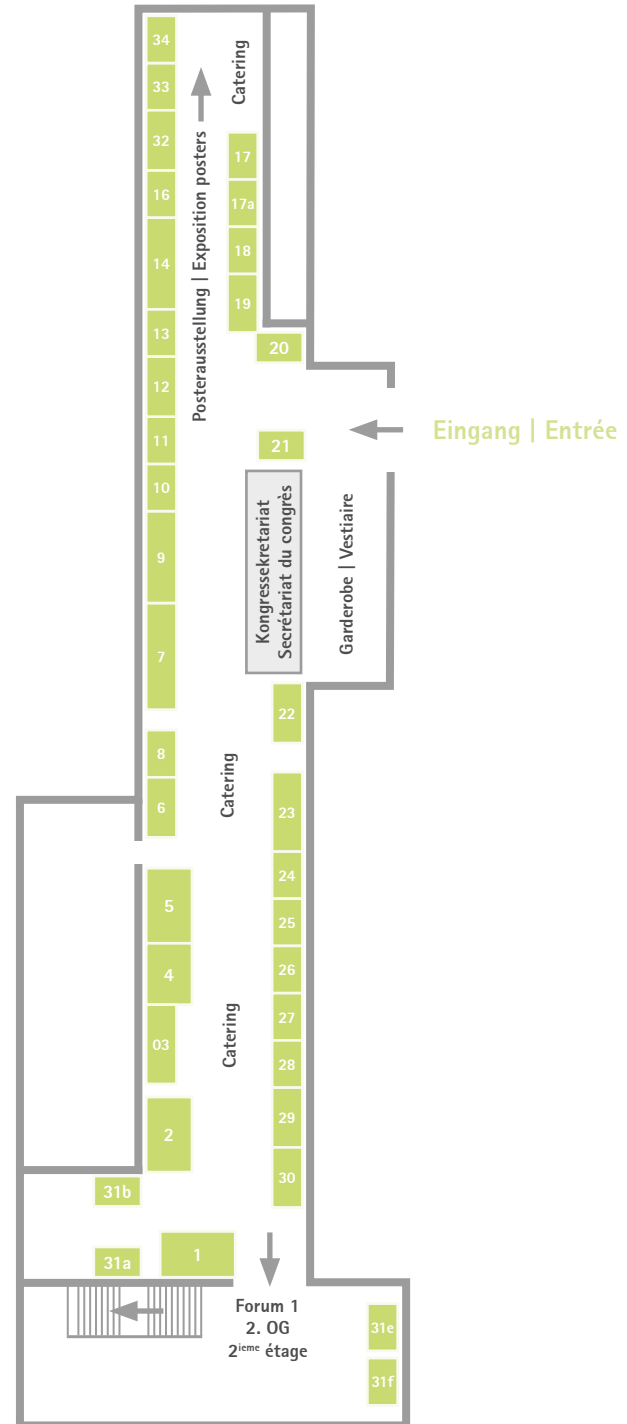 34
33
32
16
14
13
12
11
10
9
7
8
6
5
4
03
2
31b
31a
1
Posterausstellung | Exposition posters
Catering
17
17a
18
19
20
Eingang | Entrée
21
Kongressekretariat
Secrétariat du congrès
Garderobe | Vestiaire
22
Catering
23
24
25
26
27
28
29
30
Catering
Forum 1
2. OG
2ieme étage
31e
31f